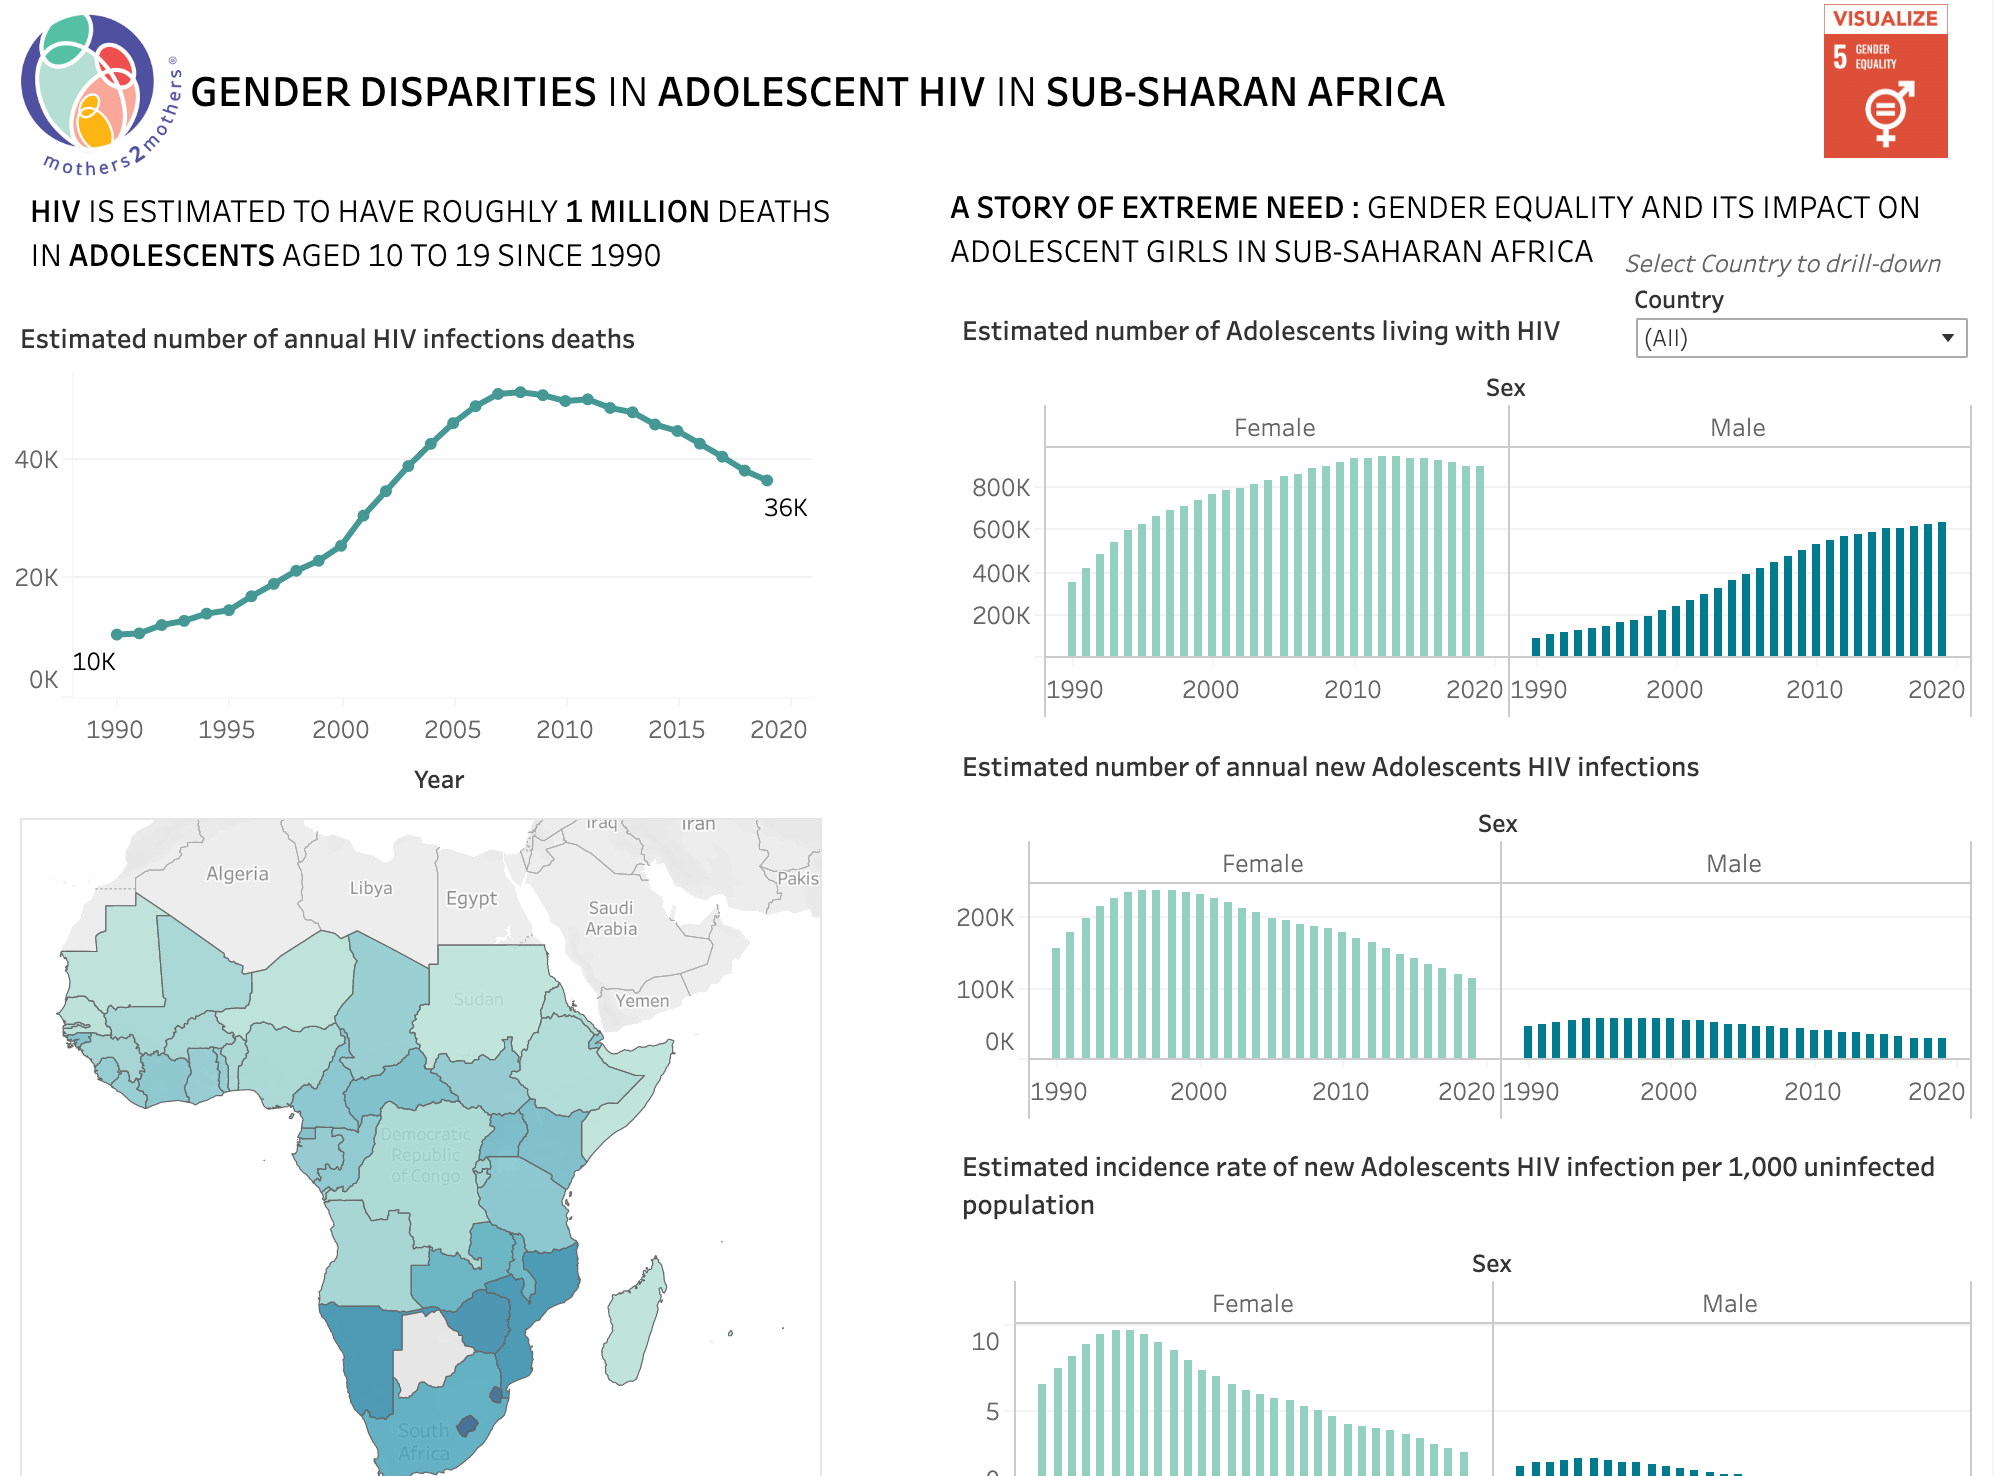 mothers2mothers®
GENDER DISPARITIES IN ADOLESCENT HIV IN SUB-SHARAN AFRICA
VISUALIZE
5 GENDER
EQUALITY
HIV IS ESTIMATED TO HAVE ROUGHLY 1 MILLION DEATHS
IN ADOLESCENTS AGED 10 TO 19 SINCE 1990
Estimated number of annual HIV infections deaths
40K
20K
0K
10K
36K
1990 1995 2000 2005 2010 2015 2020
Year
Iraq
Iran
Algeria
Libya
Egypt
Pakis
Saudi
Arabia
Sudan
Yemen
Democratic
Republic
of Congo
South
Africa
A STORY OF EXTREME NEED : GENDER EQUALITY AND ITS IMPACT ON
ADOLESCENT GIRLS IN SUB-SAHARAN AFRICA
Select Country to drill-down
Country
(All)
Estimated number of Adolescents living with HIV
Sex
Female Male
800K
600K
400K
200K
1990 2000 2010 2020 1990 2000 2010 2020
Estimated number of annual new Adolescents HIV infections
Sex
Female Male
200K
100K
0K
1990 2000 2010 2020 1990 2000 2010 2020
Estimated incidence rate of new Adolescents HIV infection per 1,000 uninfected
population
Sex
Female Male
10
5
0